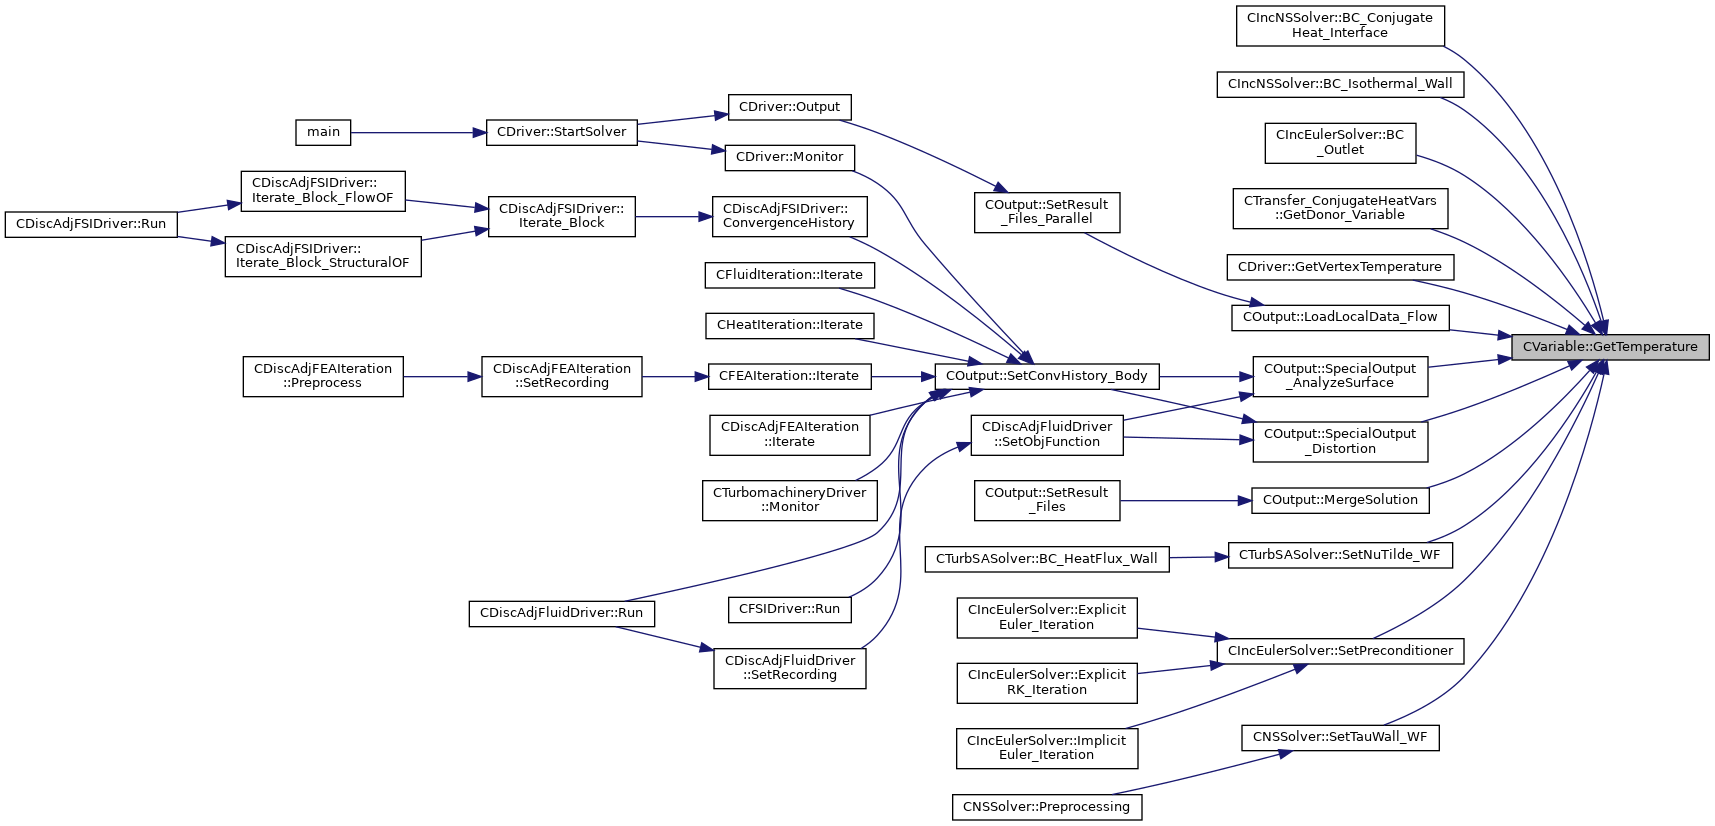 CIncNSSolver::BC_Conjugate
Heat_Interface
CIncNSSolver::BC_Isothermal_Wall
CDriver::Output
main
CDriver::StartSolver
CIncEulerSolver::BC
_Outlet
CDriver::Monitor
CDiscAdjFSIDriver::
Iterate_Block_FlowOF
CDiscAdjFSIDriver::Run
CDiscAdjFSIDriver::
Iterate_Block_StructuralOF
CDiscAdjFSIDriver::
Iterate_Block
CDiscAdjFSIDriver::
ConvergenceHistory
COutput::SetResult
_Files_Parallel
CTransfer_ConjugateHeatVars
::GetDonor_Variable
CFluidIteration::Iterate
CDriver::GetVertexTemperature
CHeatIteration::Iterate
COutput::LoadLocalData_Flow
CVariable::GetTemperature
CDiscAdjFEAIteration
::Preprocess
CDiscAdjFEAIteration
::SetRecording
CFEAIteration::Iterate
COutput::SetConvHistory_Body
COutput::SpecialOutput
_AnalyzeSurface
CDiscAdjFEAIteration
::Iterate
CDiscAdjFluidDriver
::SetObjFunction
COutput::SpecialOutput
_Distortion
CTurbomachineryDriver
::Monitor
COutput::SetResult
_Files
COutput::MergeSolution
CTurbSASolver::BC_HeatFlux_Wall
CTurbSASolver::SetNuTilde_WF
CDiscAdjFluidDriver::Run
CFSIDriver::Run
CIncEulerSolver::Explicit
Euler_Iteration
CDiscAdjFluidDriver
::SetRecording
CIncEulerSolver::Explicit
RK_Iteration
CIncEulerSolver::SetPreconditioner
CIncEulerSolver::Implicit
Euler_Iteration
CNSSolver::SetTauWall_WF
CNSSolver::Preprocessing